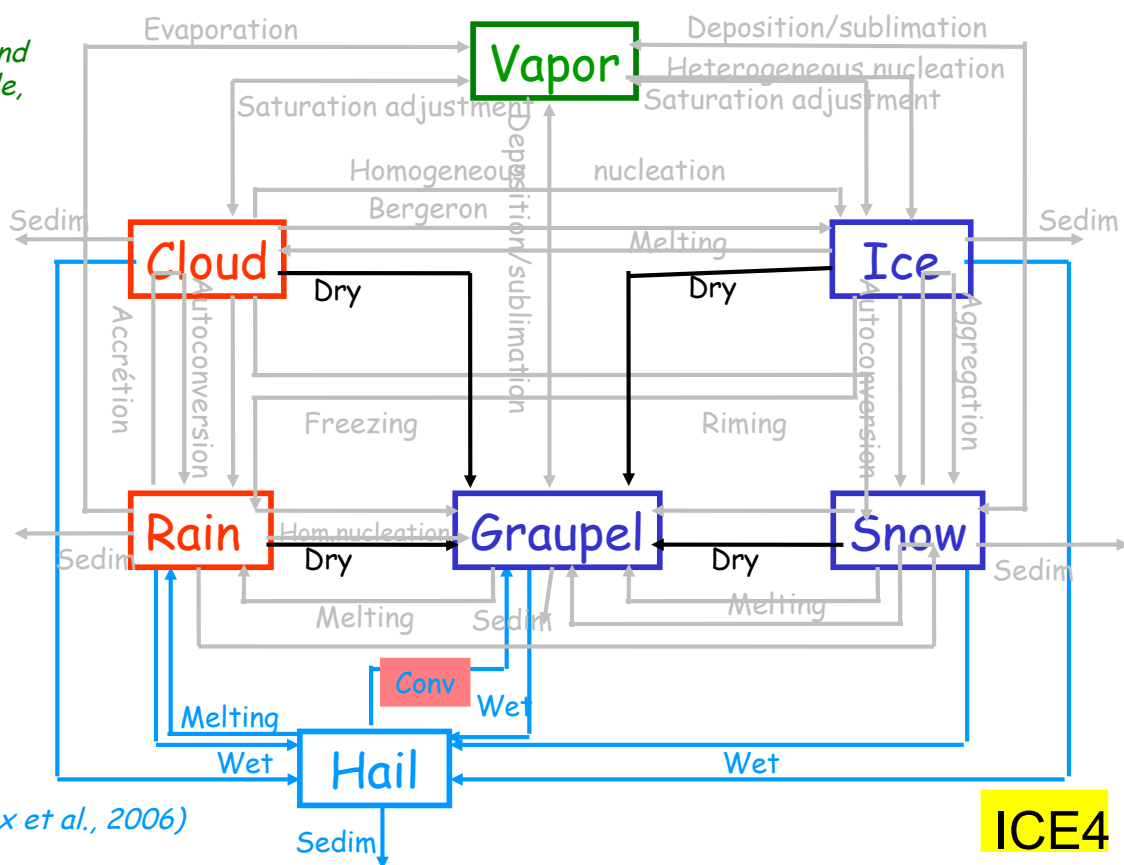 Evaporation
Deposition/sublimation
nd
Vapor
le,
Heterogeneous nucleation
Saturation adjustment
Saturation adjustment
Deposition/sublimation
Homogeneous nucleation
Bergeron
Sedim
Sedim
Melting
Cloud
Ice
Dry
Dry
Accrétion
Autoconversion
Autoconversion
Aggregation
Freezing
Riming
Rain
Hom.nucleation
Graupel
Snow
Sedim
Dry
Dry
Sedim
Melting
Sedim
Melting
Conv
Wet
Melting
Wet
Hail
Wet
x et al., 2006)
Sedim
ICE4